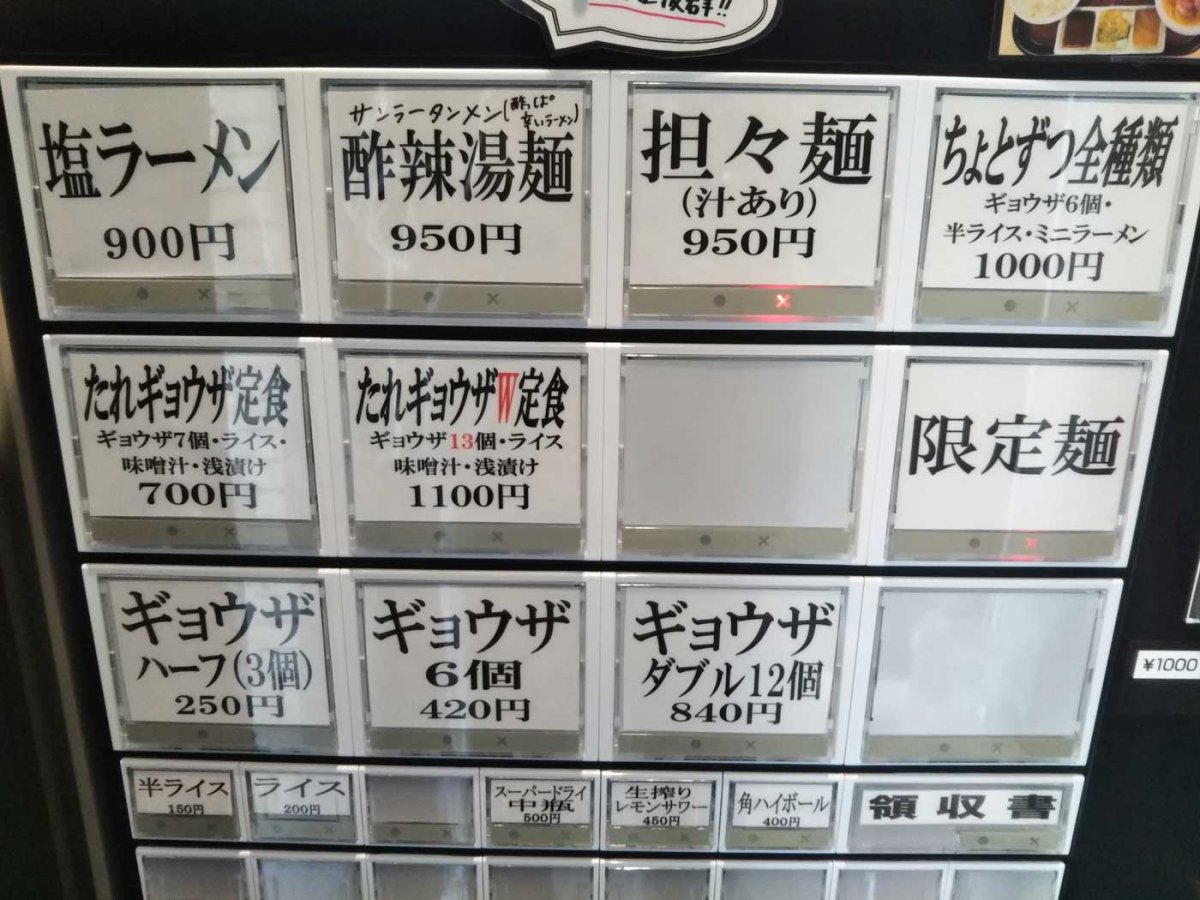 塩ラーメン
900円
サンラータンメン(酢っぱ辛いラーメン)
酢辣湯麺
950円
担々麺
(汁あり)
950円
ちょとずつ全種類
ギョウザ6個・
半ライス・ミニラーメン
1000円
たれギョウザ定食
ギョウザ7個・ライス・
味噌汁・浅漬け
700円
たれギョウザW定食
ギョウザ13個・ライス
味噌汁・浅漬け
1100円
限定麺
ギョウザ
ハーフ(3個)
250円
ギョウザ
6個
420円
ギョウザ
ダブル12個
840円
¥1000
半ライス
150円
ライス
200円
スーパードライ
中瓶
500円
生搾り
レモンサワー
450円
角ハイボール
400円
領収書